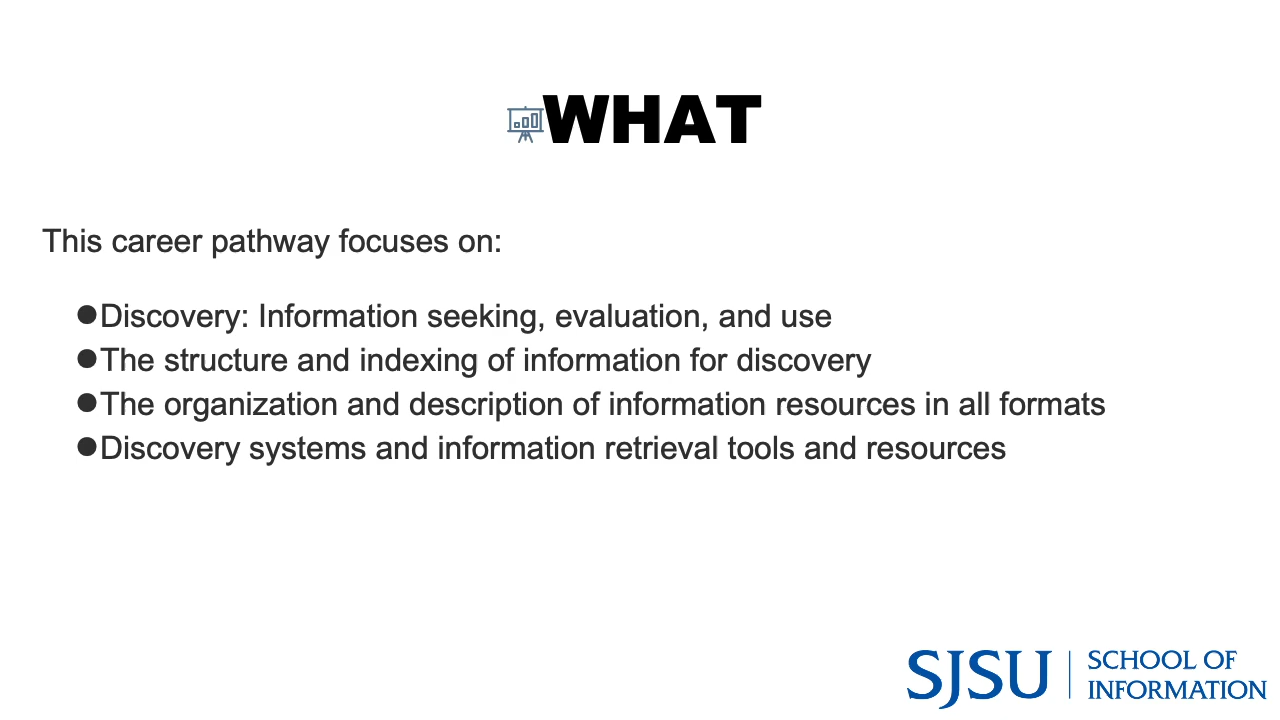 WHAT
This career pathway focuses on:
●Discovery: Information seeking, evaluation, and use
●The structure and indexing of information for discovery
●The organization and description of information resources in all formats
●Discovery systems and information retrieval tools and resources
SJSU | SCHOOL OF
INFORMATION